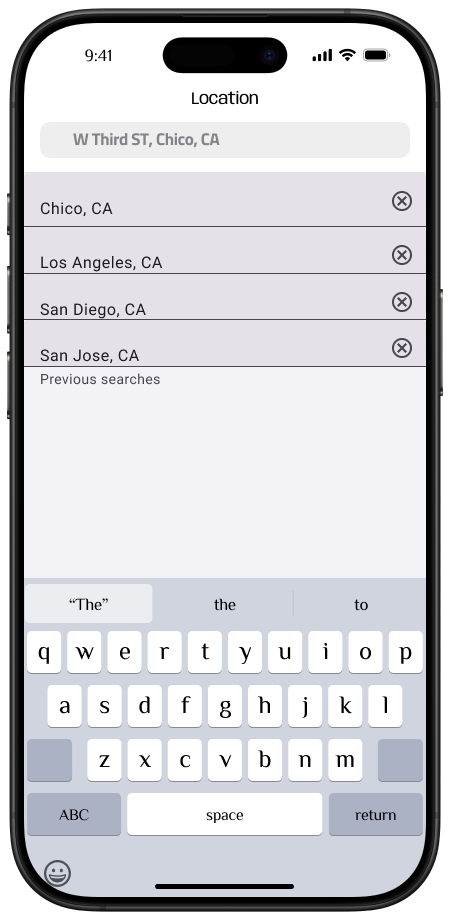 9:41
Location
W Third ST, Chico, CA
Chico, CA
Los Angeles, CA
San Diego, CA
San Jose, CA
Previous searches
“The” the to
q w e r t y u i o p
a s d f g h j k l
z x c v b n m
ABC space return